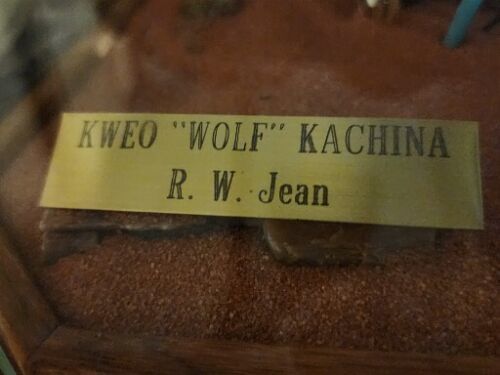 KWEO "WOLF" KACHINA
R. W. Jean